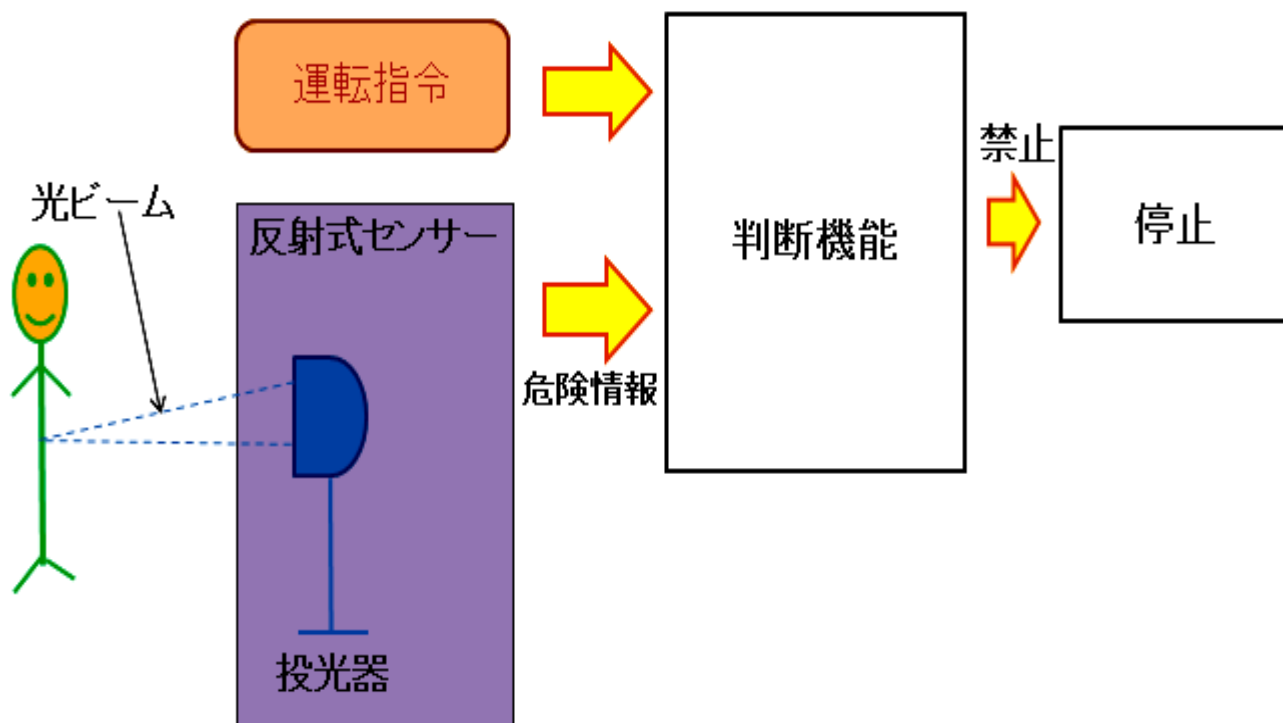 運転指令
禁止
光ビーム
反射式センサー
判断機能
停止
危険情報
投光器